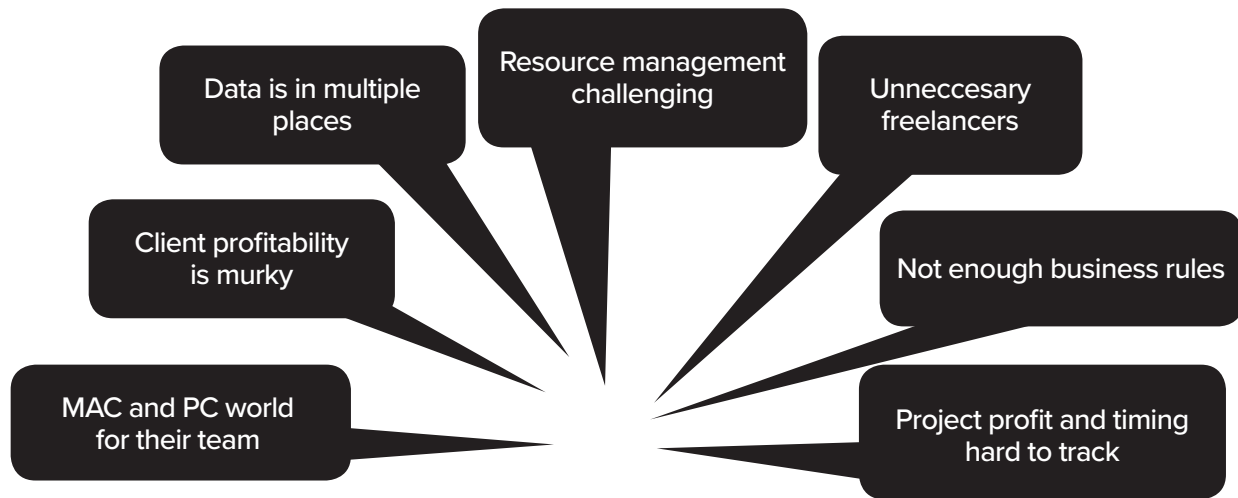 Resource management
challenging
Data is in multiple
places
Unneccesary
freelancers
Client profitability
is murky
Not enough business rules
MAC and PC world
for their team
Project profit and timing
hard to track